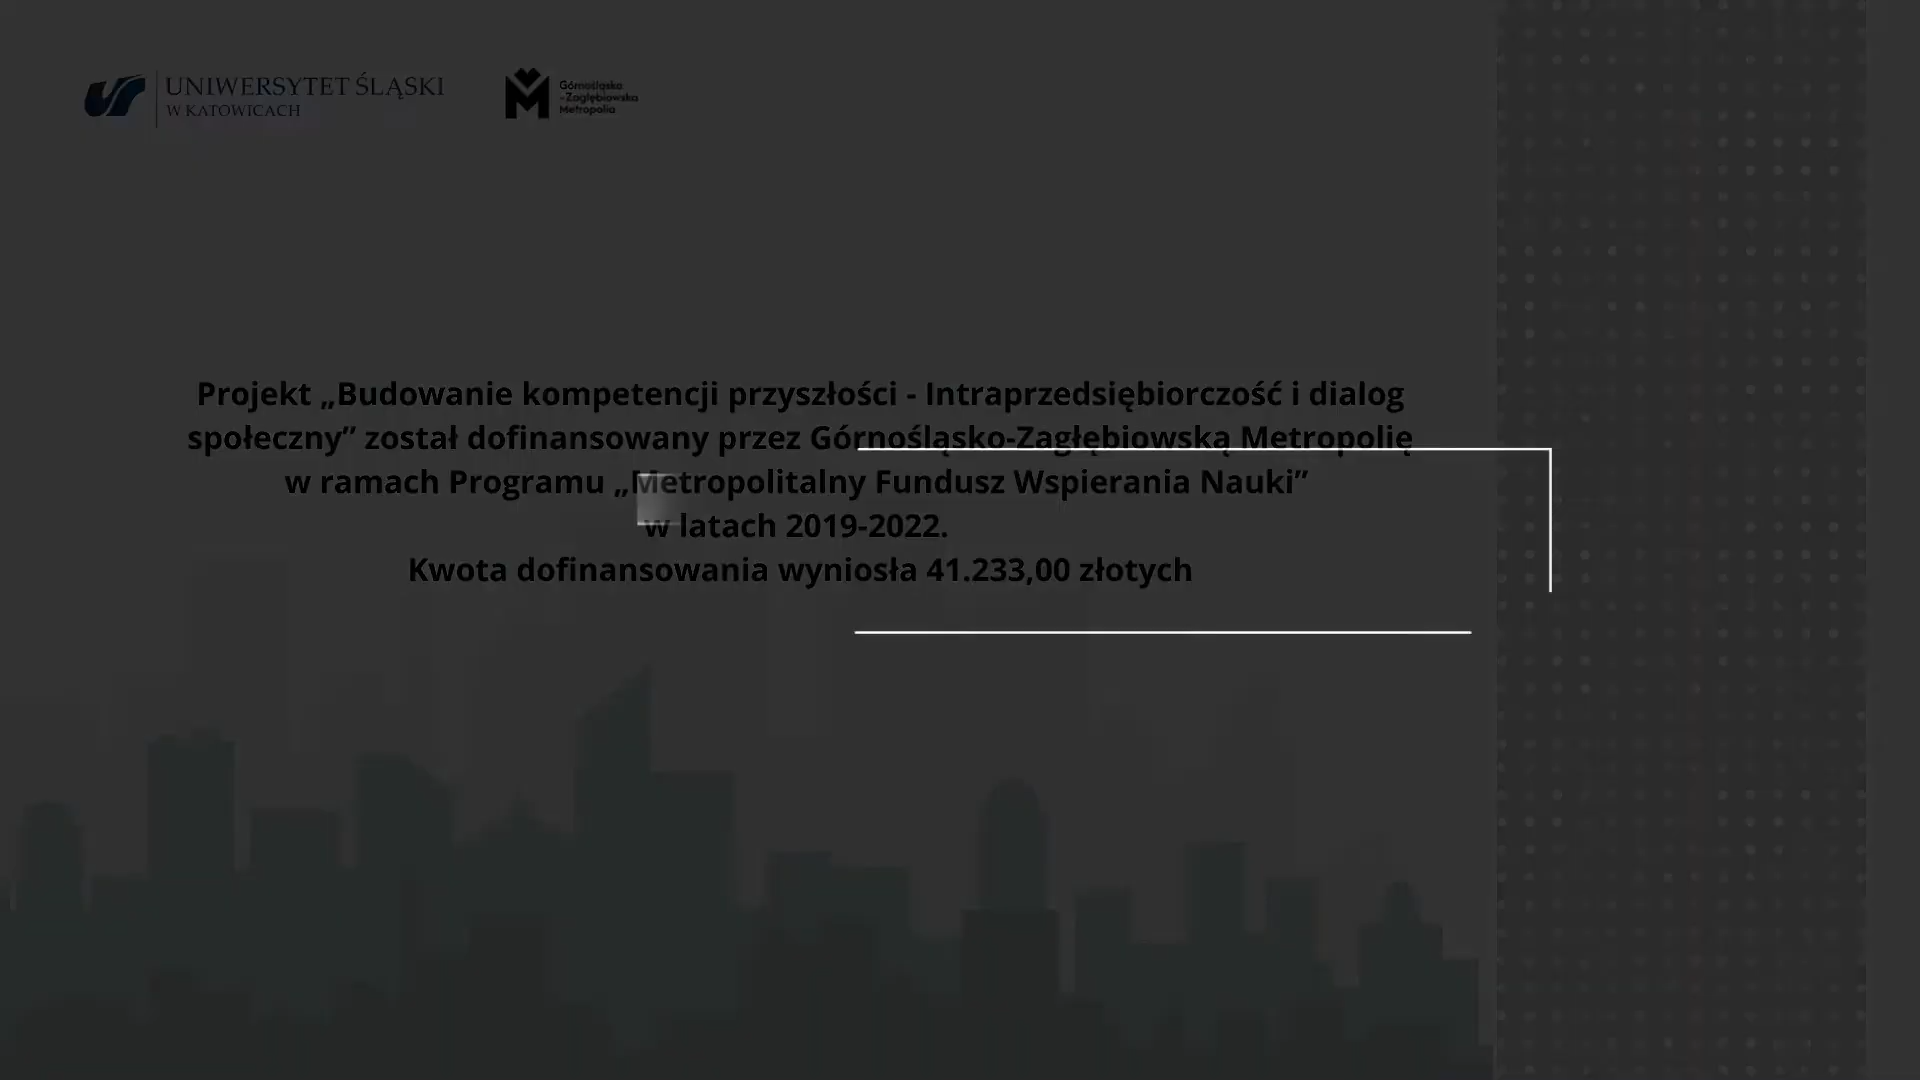 UNIWERSYTET ŚLĄSKI
W KATOWICACH
Górnośląsko
-Zagłębiowska
Metropolia
Projekt „Budowanie kompetencji przyszłości - Intraprzedsiębiorczość i dialog
społeczny” został dofinansowany przez Górnośląsko-Zagłębiowską Metropolię
w ramach Programu „Metropolitalny Fundusz Wspierania Nauki”
w latach 2019-2022.
Kwota dofinansowania wyniosła 41.233,00 złotych